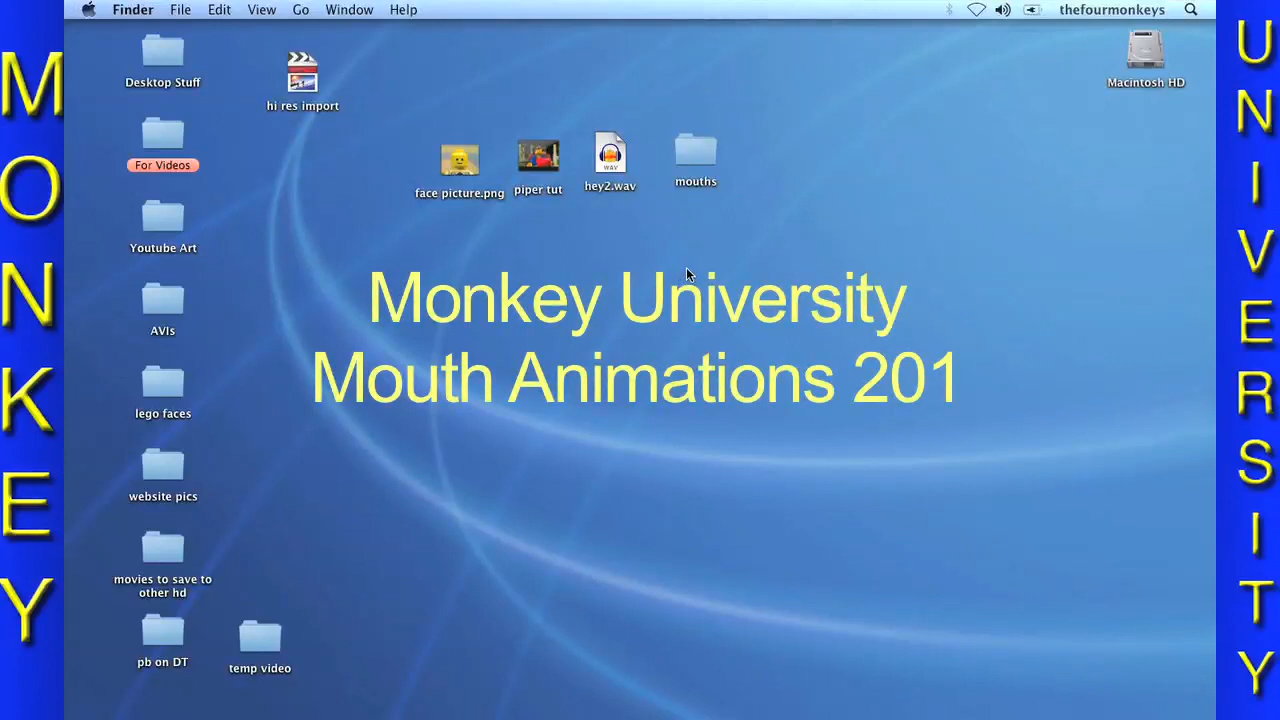 MONKEY
Finder File Edit View Go Window Help
thefourmonkeys
Desktop Stuff
hi res import
Macintosh HD
For Videos
face picture.png
piper tut
WAV
hey2.wav
mouths
Youtube Art
Monkey University
Mouth Animations 201
AVIs
lego faces
website pics
movies to save to
other hd
pb on DT
temp video
UNIVERSITY